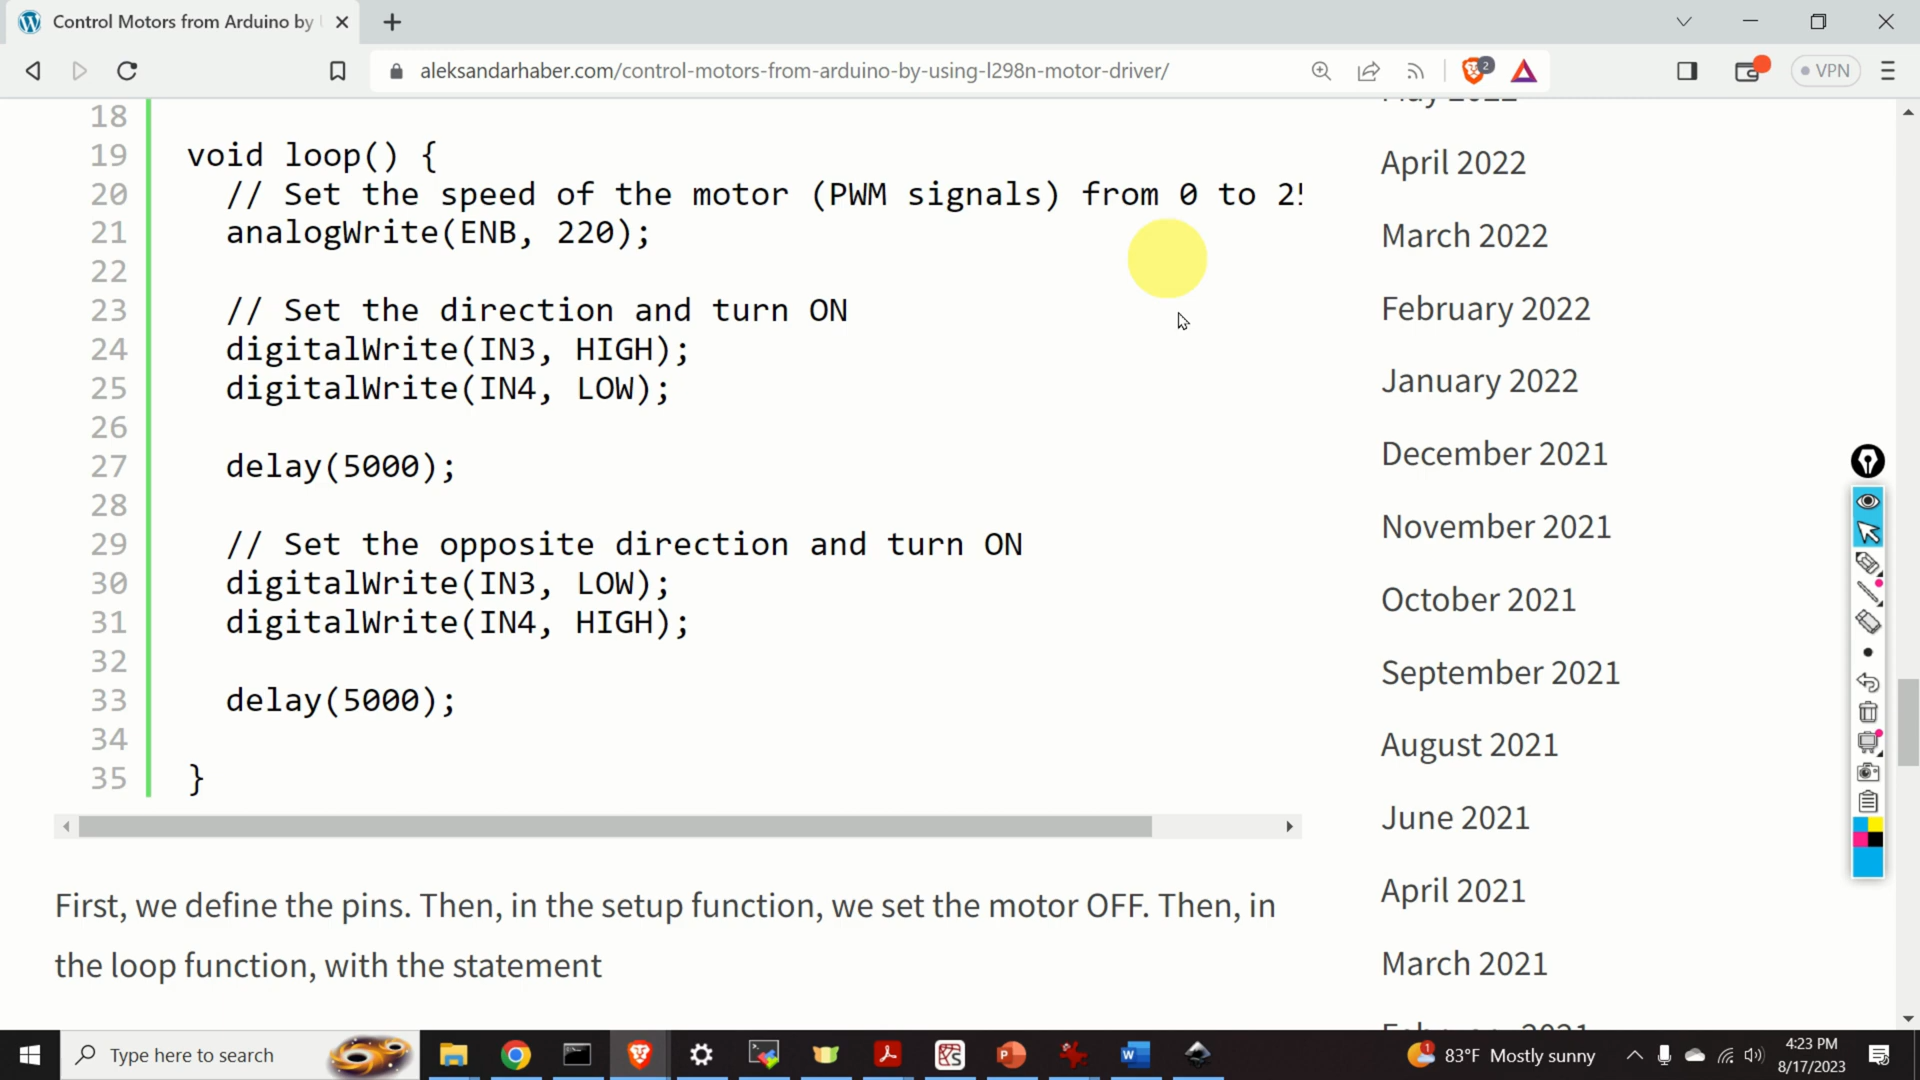 Control Motors from Arduino by
aleksandarhaber.com/control-motors-from-arduino-by-using-l298n-motor-driver/
2
VPN
18
19 void loop() {
20 // Set the speed of the motor (PWM signals) from 0 to 2
21 analogWrite(ENB, 220);
22
23 // Set the direction and turn ON
24 digitalWrite(IN3, HIGH);
25 digitalWrite(IN4, LOW);
26
27 delay(5000);
28
29 // Set the opposite direction and turn ON
30 digitalWrite(IN3, LOW);
31 digitalWrite(IN4, HIGH);
32
33 delay(5000);
34
35 }
First, we define the pins. Then, in the setup function, we set the motor OFF. Then, in
the loop function, with the statement
May 2022
April 2022
March 2022
February 2022
January 2022
December 2021
November 2021
October 2021
September 2021
August 2021
June 2021
April 2021
March 2021
February 2021
Type here to search
1
83°F Mostly sunny
4:23 PM
8/17/2023